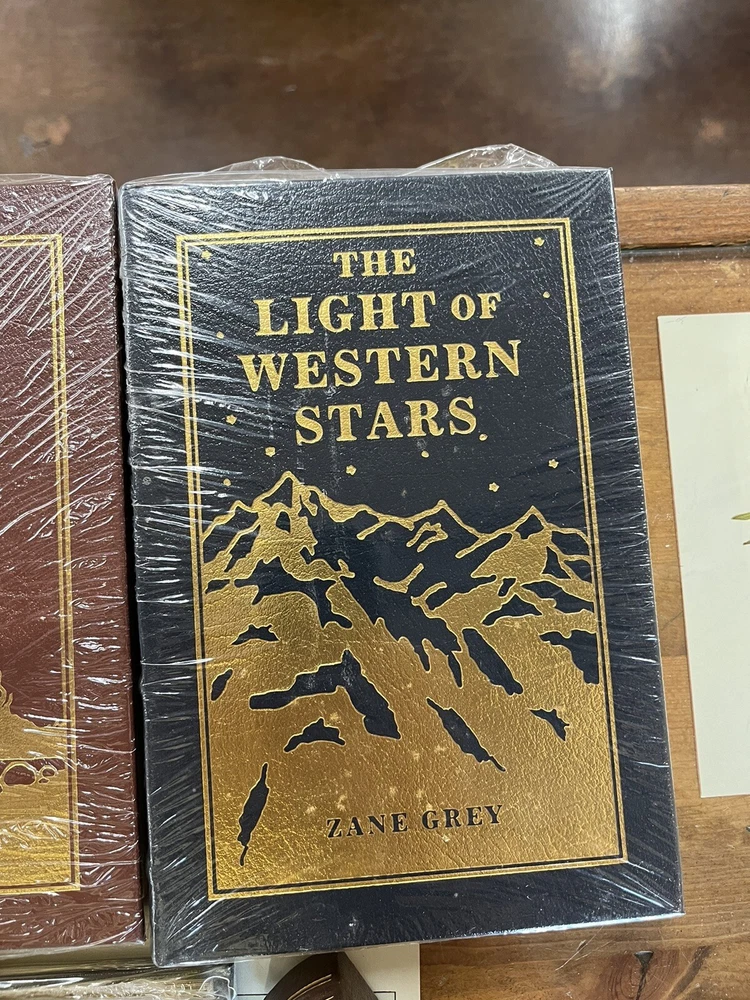 THE
LIGHT OF
WESTERN
STARS
ZANE GREY